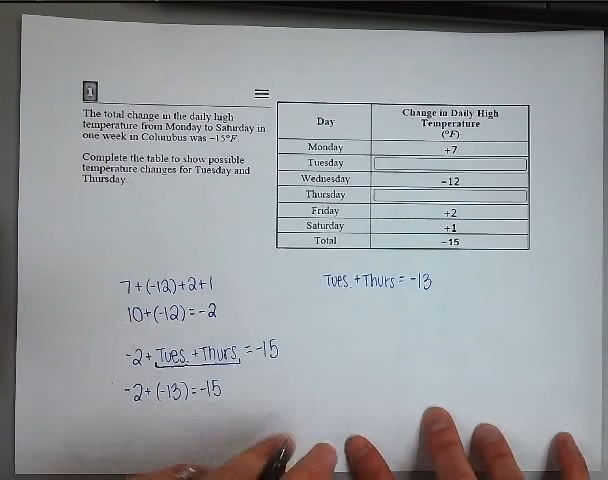 1
The total change in the daily high
temperature from Monday to Saturday in
one week in Columbus was -15°F.
Complete the table to show possible
temperature changes for Tuesday and
Thursday.
Day Change in Daily High Temperature (°F)
Monday +7
Tuesday
Wednesday -12
Thursday
Friday +2
Saturday +1
Total -15
7+(-12)+2+1
10+(-12)=-2
-2+Tues.+Thurs.=-15
-2+(-13)=-15
Tues.+Thurs=-13